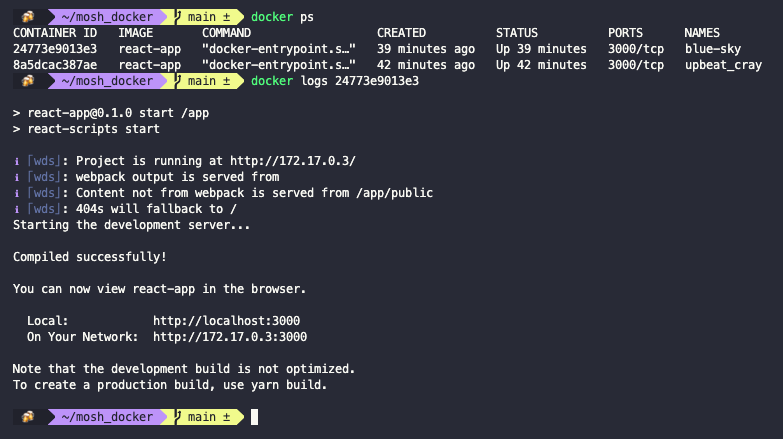 ~/mosh_docker main ± docker ps
CONTAINER ID IMAGE COMMAND CREATED STATUS PORTS NAMES
24773e9013e3 react-app "docker-entrypoint.s…" 39 minutes ago Up 39 minutes 3000/tcp blue-sky
8a5dcac387ae react-app "docker-entrypoint.s…" 42 minutes ago Up 42 minutes 3000/tcp upbeat_cray
~/mosh_docker main ± docker logs 24773e9013e3
> react-app@0.1.0 start /app
> react-scripts start
ℹ ｢wds｣: Project is running at http://172.17.0.3/
ℹ ｢wds｣: webpack output is served from
ℹ ｢wds｣: Content not from webpack is served from /app/public
ℹ ｢wds｣: 404s will fallback to /
Starting the development server...
Compiled successfully!
You can now view react-app in the browser.
Local: http://localhost:3000
On Your Network: http://172.17.0.3:3000
Note that the development build is not optimized.
To create a production build, use yarn build.
~/mosh_docker main ±